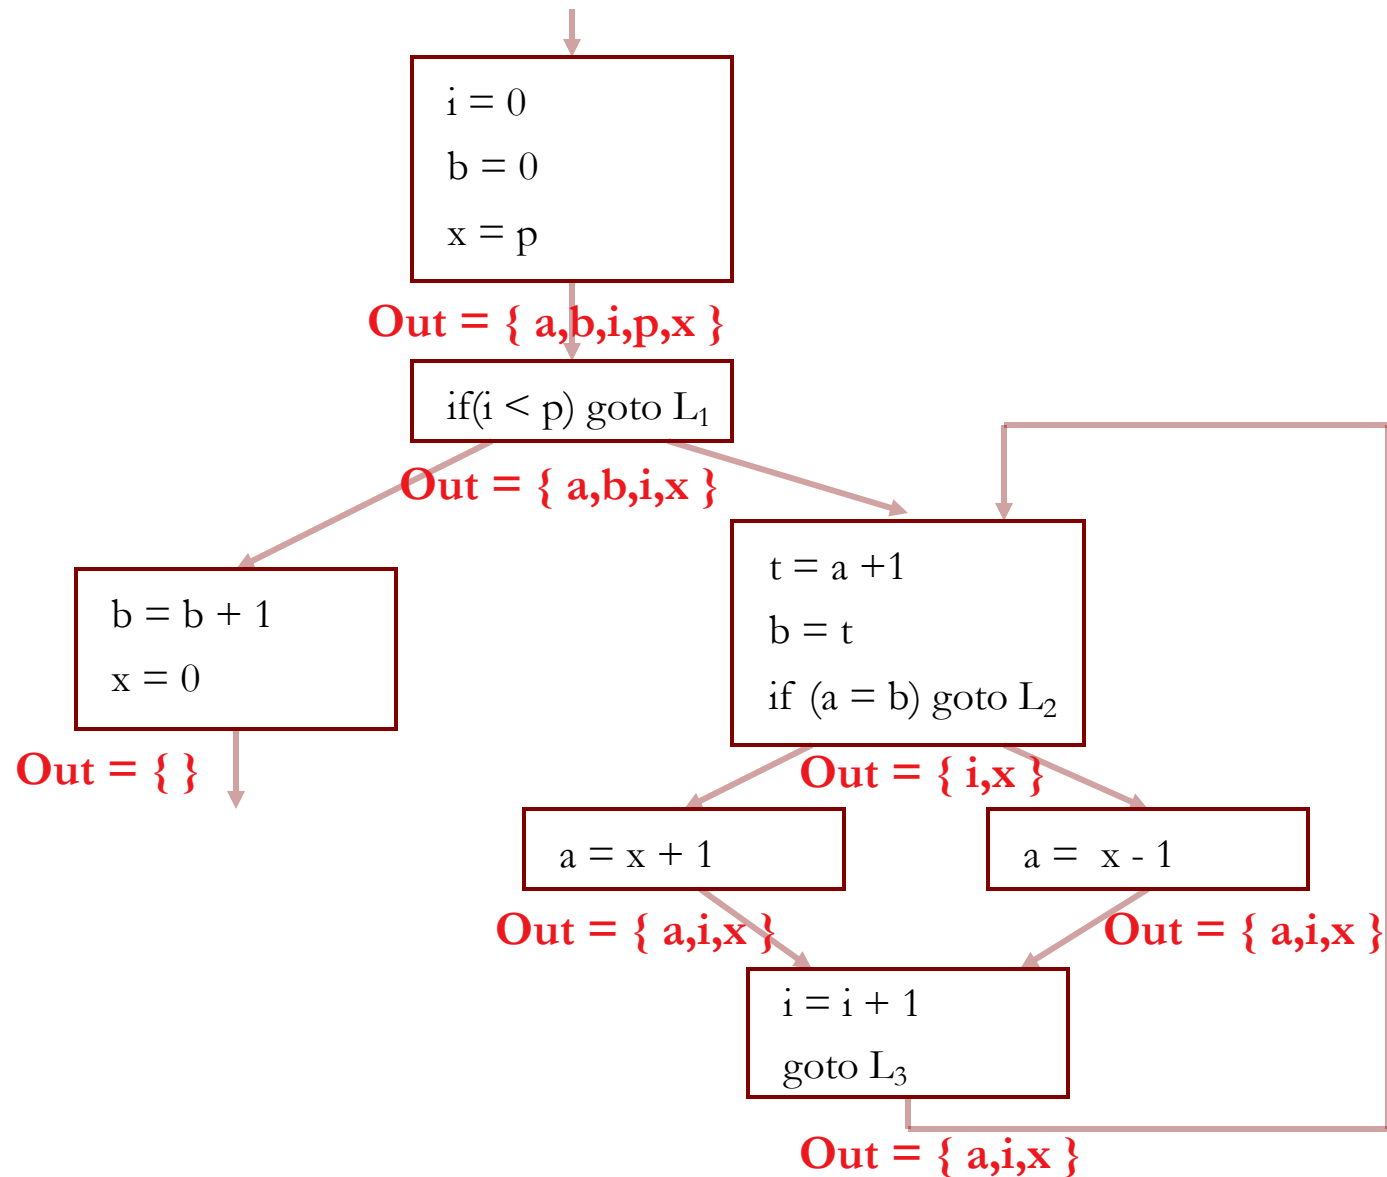 i = 0
b = 0
x = p
Out = { a,b,i,p,x }
if(i < p) goto L₁
Out = { a,b,i,x }
b = b + 1
x = 0
Out = { }
t = a +1
b = t
if (a = b) goto L₂
Out = { i,x }
a = x + 1
a = x - 1
Out = { a,i,x }
Out = { a,i,x }
i = i + 1
goto L₃
Out = { a,i,x }